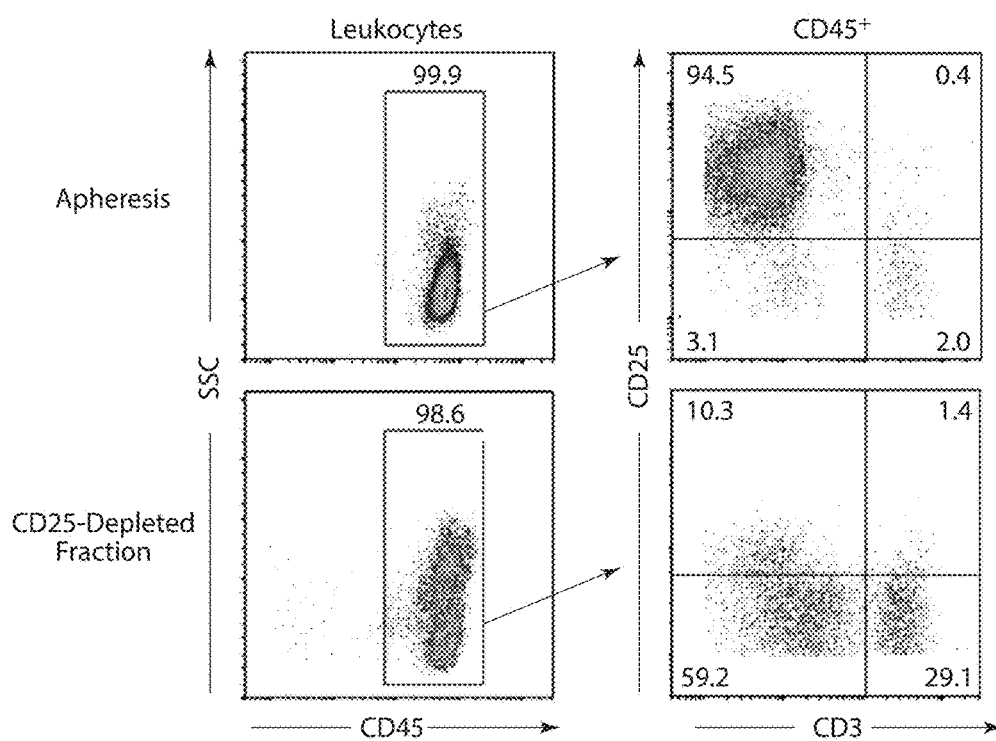 Leukocytes
CD45+
99.9
94.5
0.4
Apheresis
3.1
2.0
SSC
CD25
98.6
10.3
1.4
CD25-Depleted
Fraction
59.2
29.1
CD45
CD3